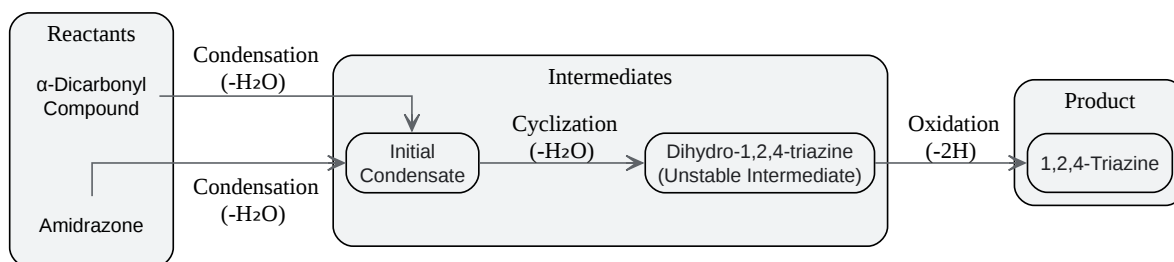 Reactants
α-Dicarbonyl
Compound
Amidrazone
Condensation
(-H₂O)
Condensation
(-H₂O)
Intermediates
Initial
Condensate
Cyclization
(-H₂O)
Dihydro-1,2,4-triazine
(Unstable Intermediate)
Oxidation
(-2H)
Product
1,2,4-Triazine